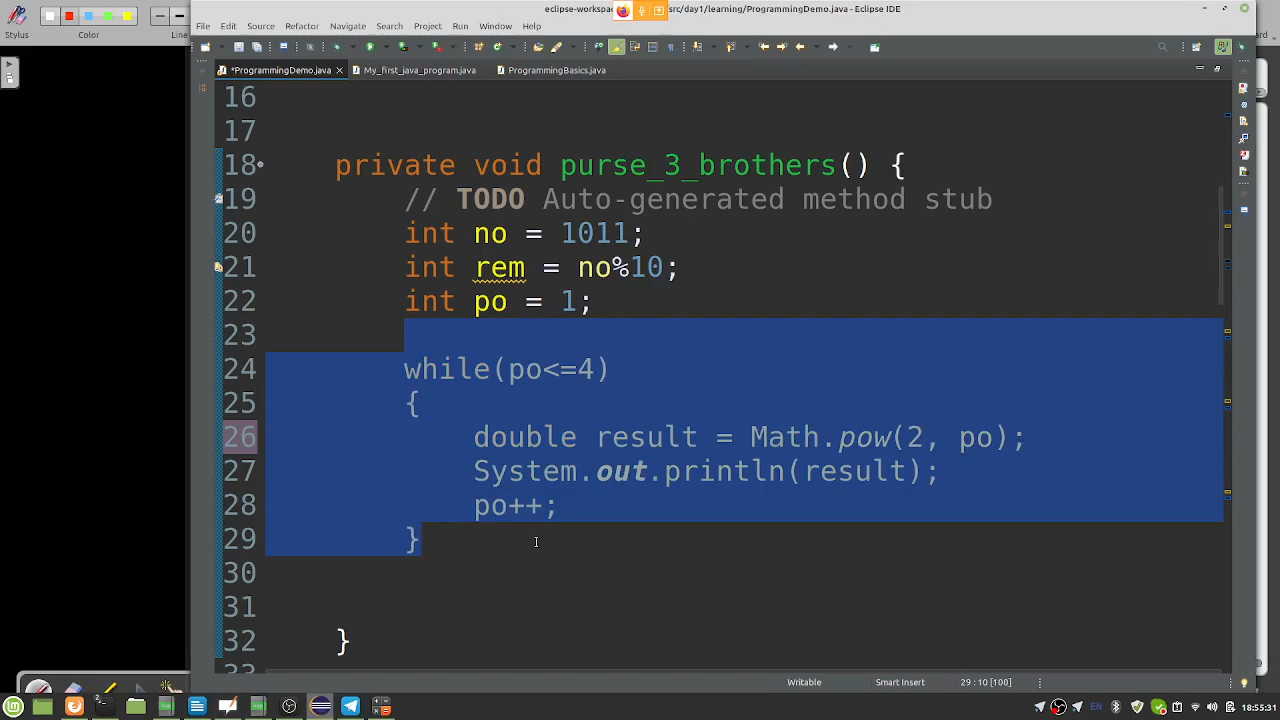 eclipse-workspa
src/day1/learning/ProgrammingDemo.java - Eclipse IDE
Stylus
Color
Line
File Edit Source Refactor Navigate Search Project Run Window Help
*ProgrammingDemo.java My_first_java_program.java ProgrammingBasics.java
16
17
18 private void purse_3_brothers() {
19 // TODO Auto-generated method stub
20 int no = 1011;
21 int rem = no%10;
22 int po = 1;
23
24 while(po<=4)
25 {
26 double result = Math.pow(2, po);
27 System.out.println(result);
28 po++;
29 }
30
31
32 }
33
Writable Smart Insert 29 : 10 [100]
EN 18:55:31